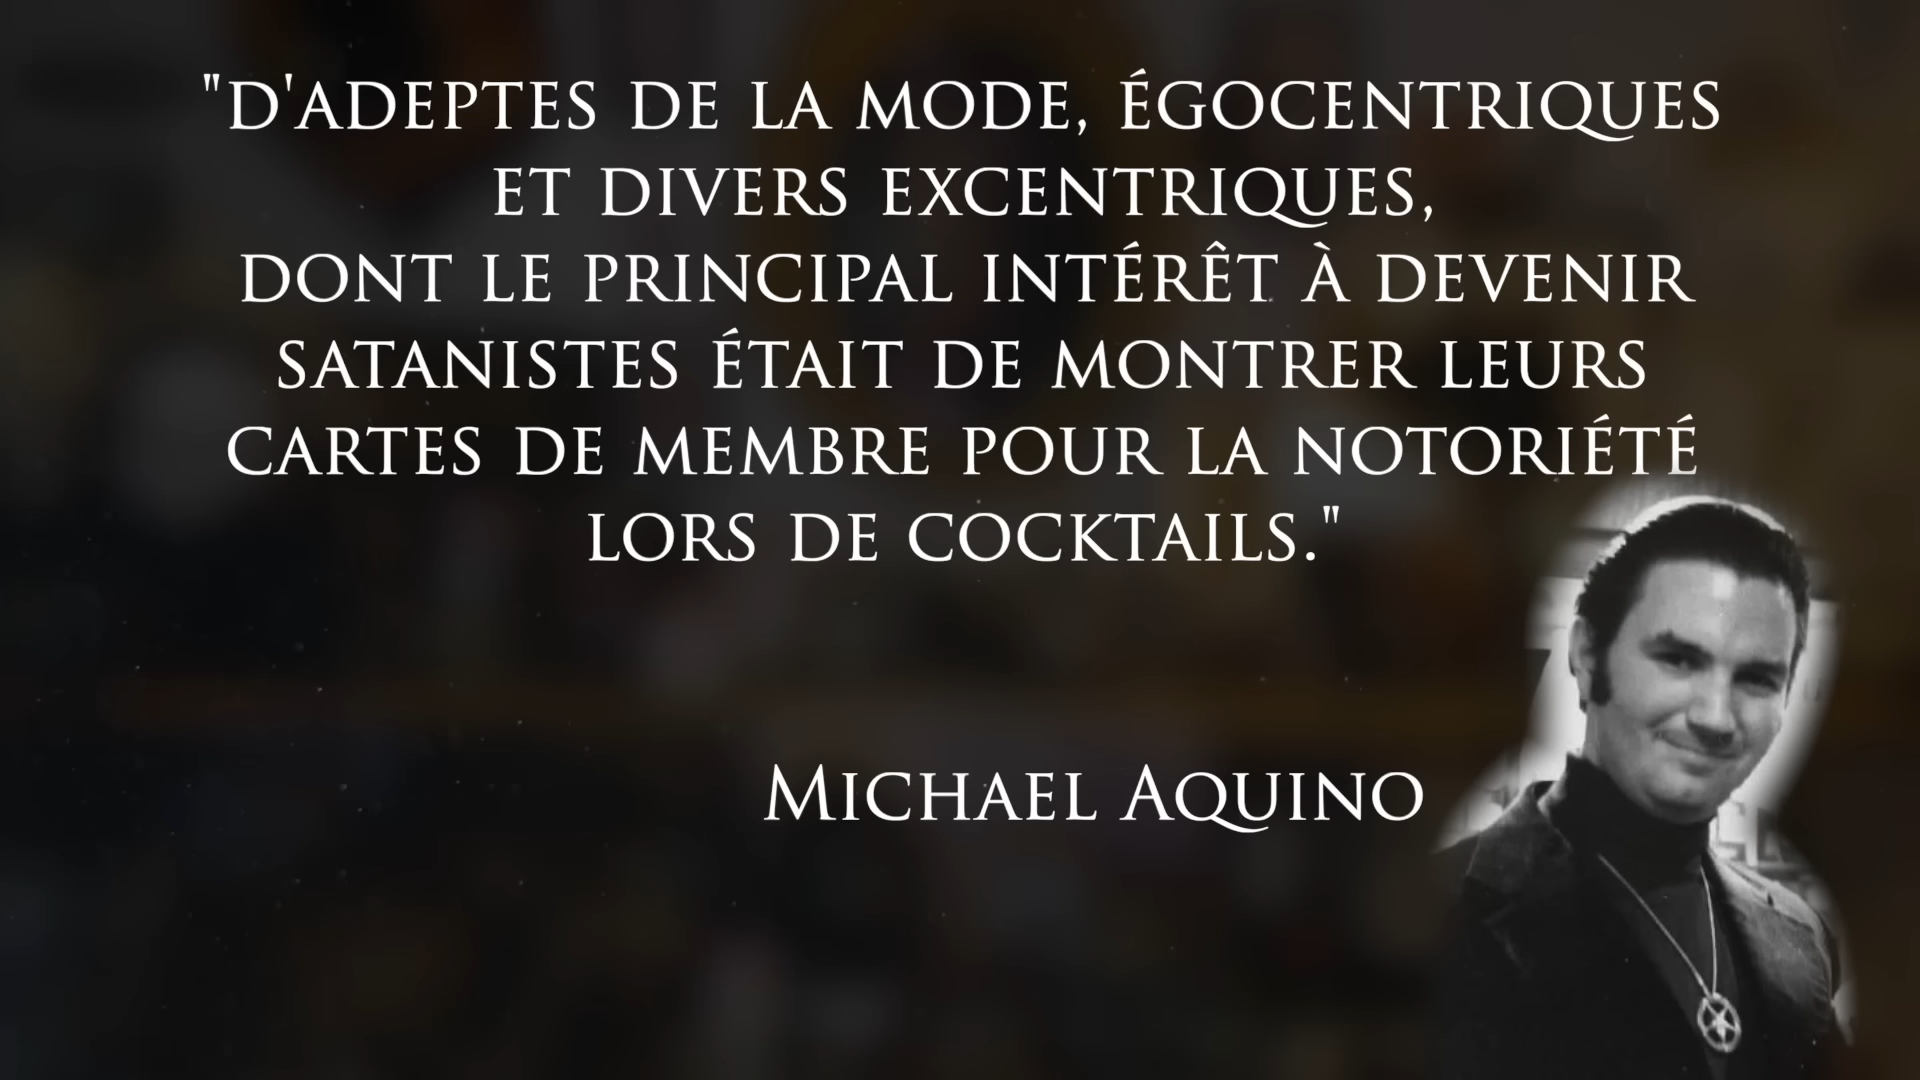 "D'ADEPTES DE LA MODE, ÉGOCENTRIQUES
ET DIVERS EXCENTRIQUES,
DONT LE PRINCIPAL INTÉRÊT À DEVENIR
SATANISTES ÉTAIT DE MONTRER LEURS
CARTES DE MEMBRE POUR LA NOTORIÉTÉ
LORS DE COCKTAILS."
MICHAEL AQUINO